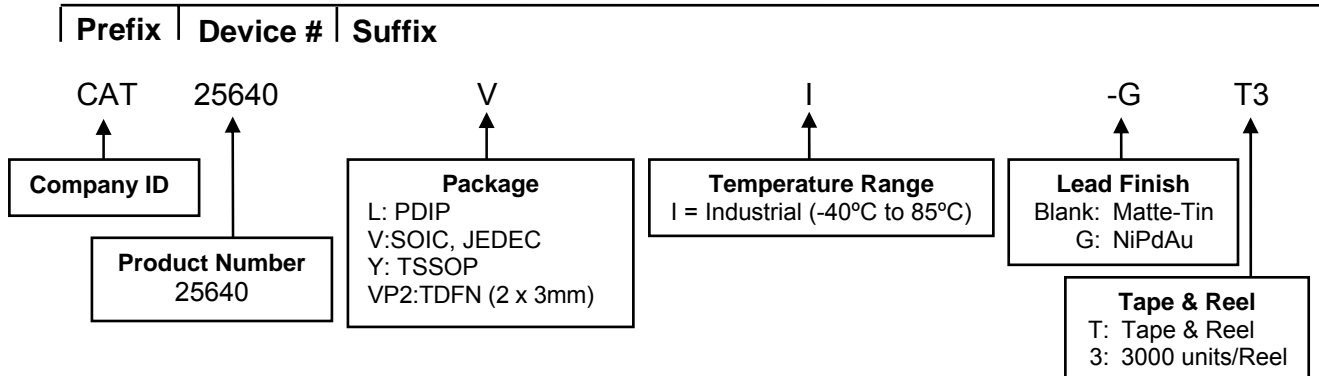 Prefix Device # Suffix
CAT 25640 V I -G T3
Company ID
Product Number
25640
Package
L: PDIP
V:SOIC, JEDEC
Y: TSSOP
VP2:TDFN (2 x 3mm)
Temperature Range
I = Industrial (-40ºC to 85ºC)
Lead Finish
Blank: Matte-Tin
G: NiPdAu
Tape & Reel
T: Tape & Reel
3: 3000 units/Reel